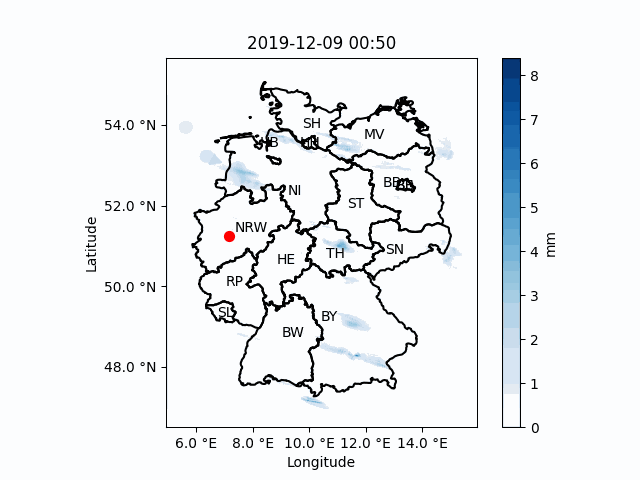 2019-12-09 00:50
54.0 °N
52.0 °N
50.0 °N
48.0 °N
Latitude
6.0 °E
8.0 °E
10.0 °E
12.0 °E
14.0 °E
Longitude
SH
MV
HB
HH
NI
BB
BE
ST
NRW
HE
TH
SN
RP
SL
BY
BW
8
7
6
5
4
3
2
1
0
mm